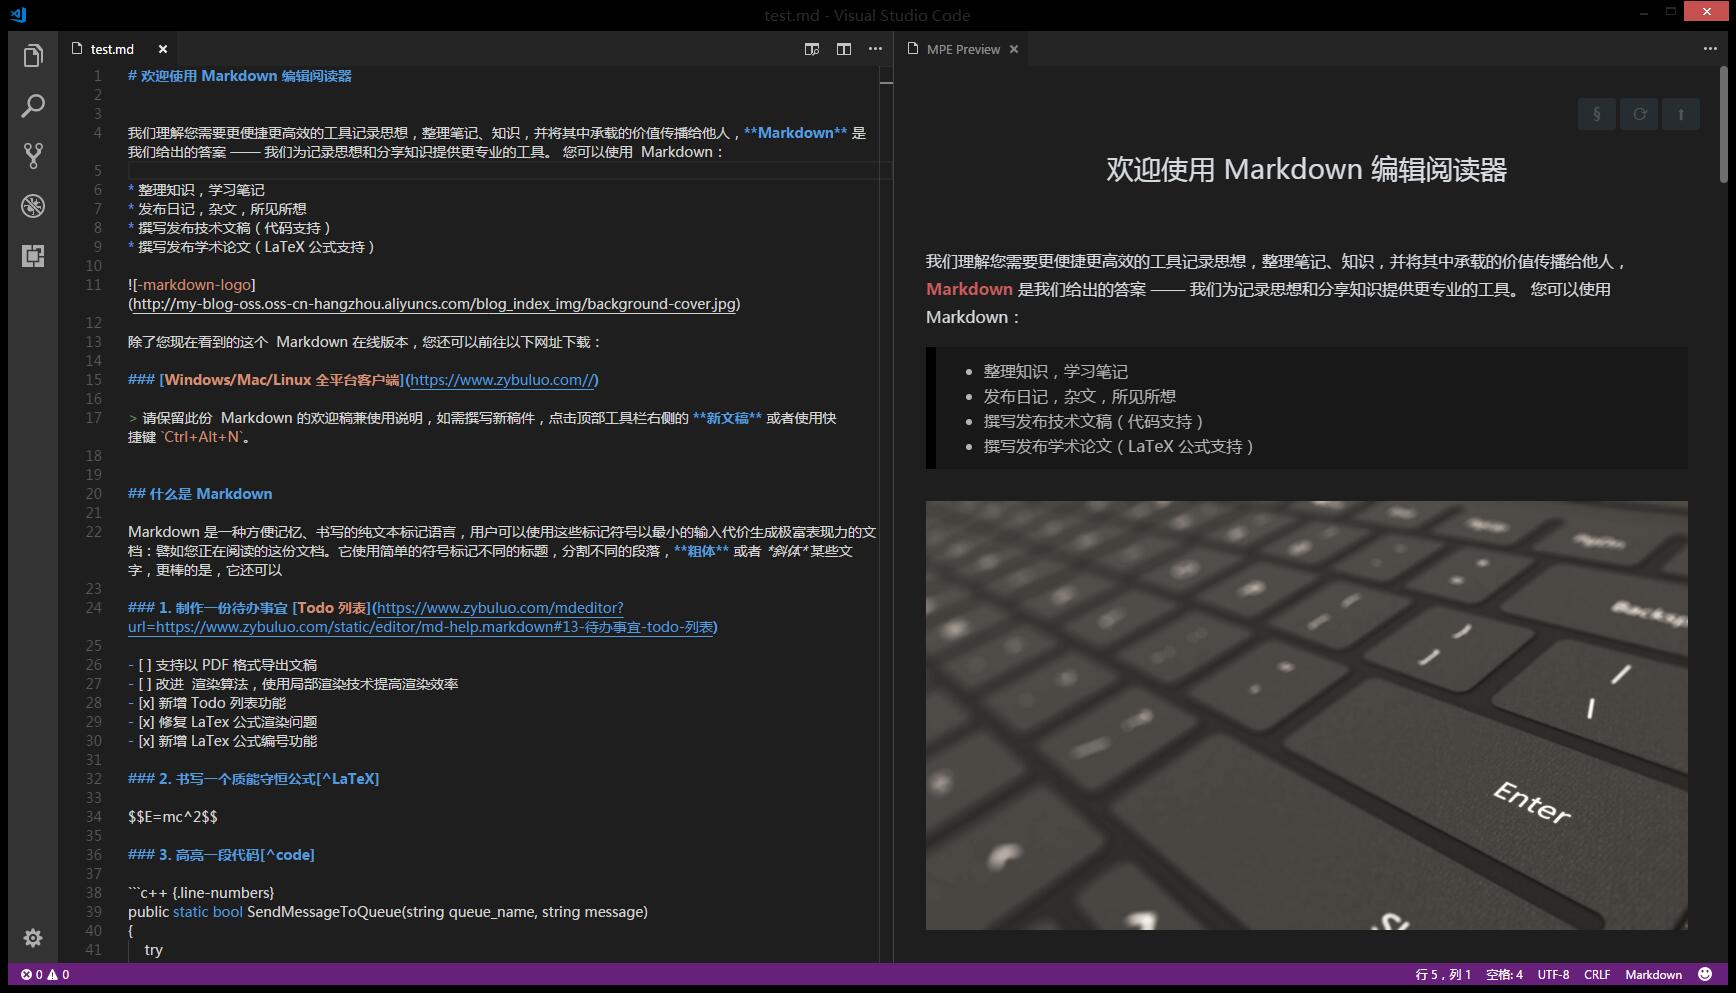 test.md - Visual Studio Code
test.md
1 # 欢迎使用 Markdown 编辑阅读器
2
3
4 我们理解您需要更便捷更高效的工具记录思想，整理笔记、知识，并将其中承载的价值传播给他人，**Markdown** 是
我们给出的答案 —— 我们为记录思想和分享知识提供更专业的工具。 您可以使用 Markdown：
5
6 * 整理知识，学习笔记
7 * 发布日记，杂文，所见所想
8 * 撰写发布技术文稿（代码支持）
9 * 撰写发布学术论文（LaTeX 公式支持）
10
11 ![-markdown-logo]
(http://my-blog-oss.oss-cn-hangzhou.aliyuncs.com/blog_index_img/background-cover.jpg)
12
13 除了您现在看到的这个 Markdown 在线版本，您还可以前往以下网址下载：
14
15 ### [Windows/Mac/Linux 全平台客户端](https://www.zybuluo.com//)
16
17 > 请保留此份 Markdown 的欢迎稿兼使用说明，如需撰写新稿件，点击顶部工具栏右侧的 **新文稿** 或者使用快
捷键 `Ctrl+Alt+N`。
18
19
20 ## 什么是 Markdown
21
22 Markdown 是一种方便记忆、书写的纯文本标记语言，用户可以使用这些标记符号以最小的输入代价生成极富表现力的文
档：譬如您正在阅读的这份文档。它使用简单的符号标记不同的标题，分割不同的段落，**粗体** 或者 *斜体* 某些文
字，更棒的是，它还可以
23
24 ### 1. 制作一份待办事宜 [Todo 列表](https://www.zybuluo.com/mdeditor?
url=https://www.zybuluo.com/static/editor/md-help.markdown#13-待办事宜-todo-列表)
25
26 - [ ] 支持以 PDF 格式导出文稿
27 - [ ] 改进 渲染算法，使用局部渲染技术提高渲染效率
28 - [x] 新增 Todo 列表功能
29 - [x] 修复 LaTex 公式渲染问题
30 - [x] 新增 LaTex 公式编号功能
31
32 ### 2. 书写一个质能守恒公式[^LaTeX]
33
34 $$E=mc^2$$
35
36 ### 3. 高亮一段代码[^code]
37
38 ```c++ {.line-numbers}
39 public static bool SendMessageToQueue(string queue_name, string message)
40 {
41 try
MPE Preview
§
欢迎使用 Markdown 编辑阅读器
我们理解您需要更便捷更高效的工具记录思想，整理笔记、知识，并将其中承载的价值传播给他人，
Markdown 是我们给出的答案 —— 我们为记录思想和分享知识提供更专业的工具。 您可以使用
Markdown：
• 整理知识，学习笔记
• 发布日记，杂文，所见所想
• 撰写发布技术文稿（代码支持）
• 撰写发布学术论文（LaTeX 公式支持）
Enter
0 0
行 5，列 1 空格: 4 UTF-8 CRLF Markdown